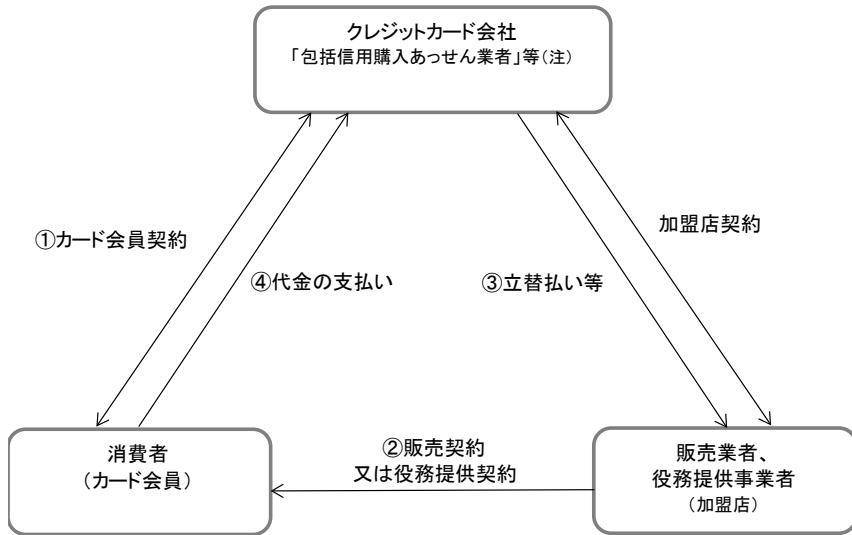 クレジットカード会社
「包括信用購入あっせん業者」等(注)
①カード会員契約
加盟店契約
④代金の支払い
③立替払い等
消費者
(カード会員)
②販売契約
又は役務提供契約
販売業者、
役務提供事業者
(加盟店)